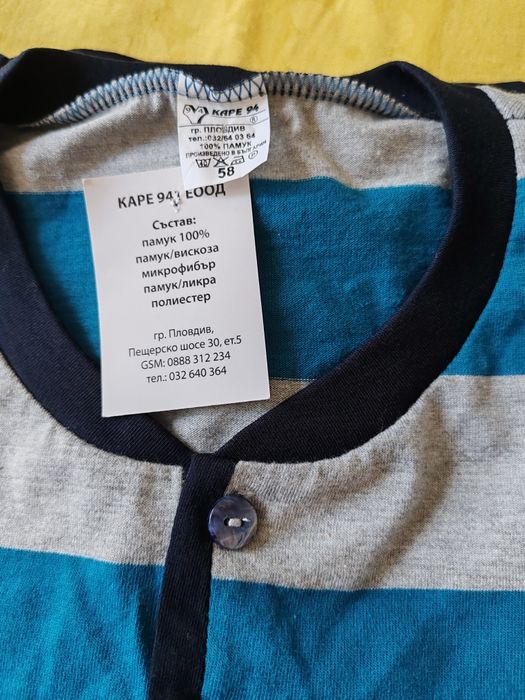 КАРЕ 94
R
гр. ПЛОВДИВ
тел.:032/64 03 64
100% ПАМУК
ПРОИЗВЕДЕНО В БЪЛГАРИЯ
P
58
КАРЕ 94 ЕООД
Състав:
памук 100%
памук/вискоза
микрофибър
памук/ликра
полиестер
гр. Пловдив,
Пещерско шосе 30, ет.5
GSM: 0888 312 234
тел.: 032 640 364